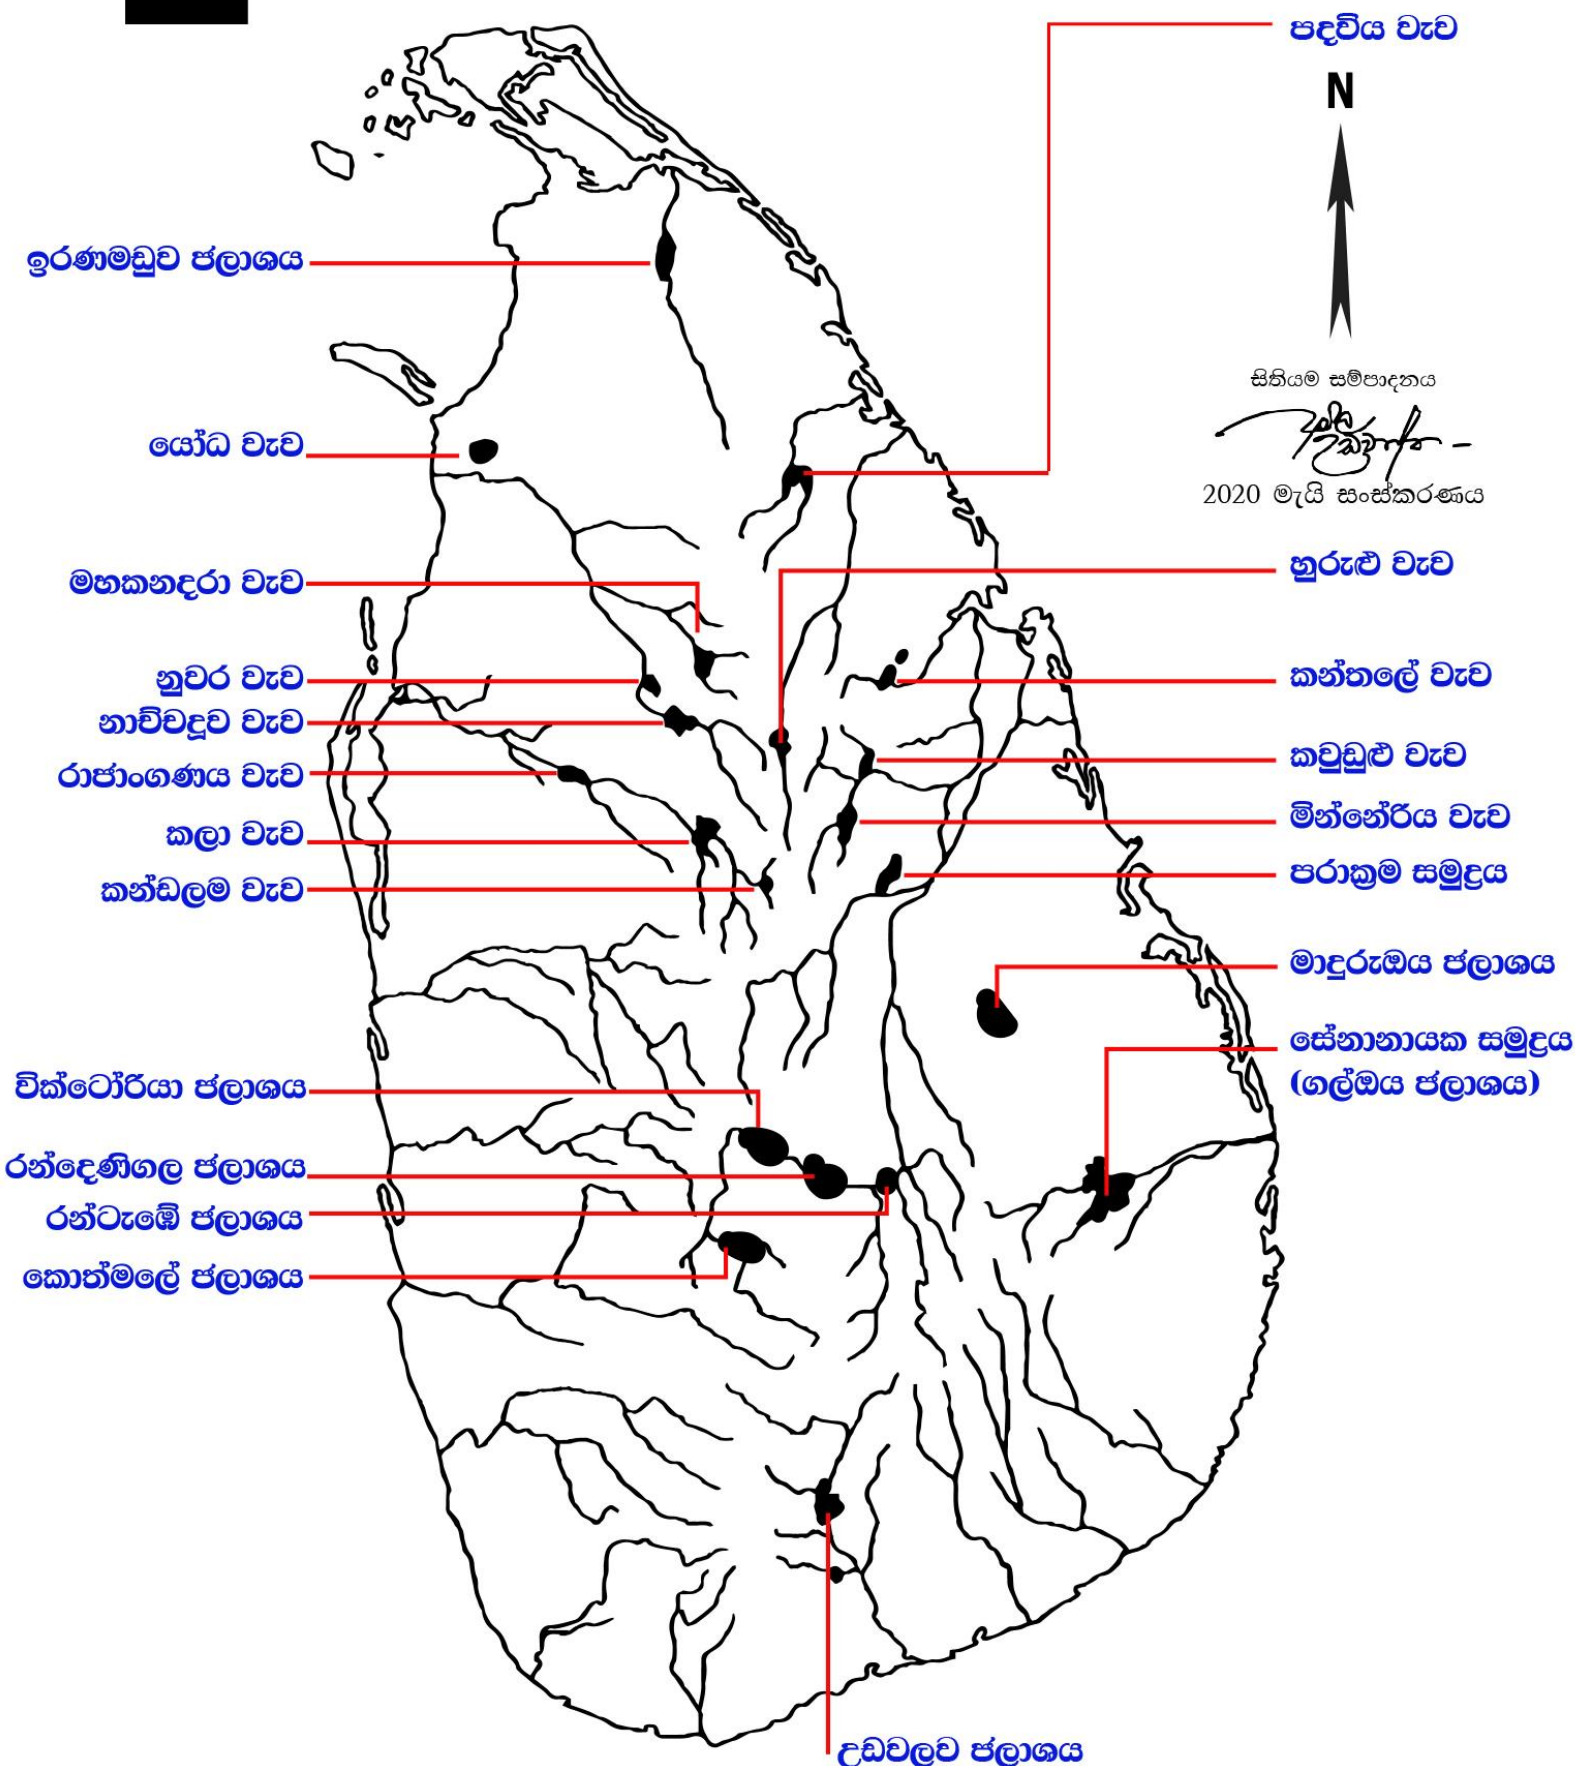 පදවිය වැව
N
ඉරණමඩුව ජලාශය
සිතියම සම්පාදනය
යෝධ වැව
2020 මැයි සංස්කරණය
මහකනදරා වැව
හුරුළු වැව
නුවර වැව
කන්තලේ වැව
නාච්චදූව වැව
රාජාංගණය වැව
කවුඩුළු වැව
කලා වැව
මින්නේරිය වැව
කන්ඩලම වැව
පරාක්‍රම සමුද්‍රය
මාදුරුඔය ජලාශය
සේනානායක සමුද්‍රය
(ගල්ඔය ජලාශය)
වික්ටෝරියා ජලාශය
රන්දෙණිගල ජලාශය
රන්ටැඹේ ජලාශය
කොත්මලේ ජලාශය
උඩවලව ජලාශය